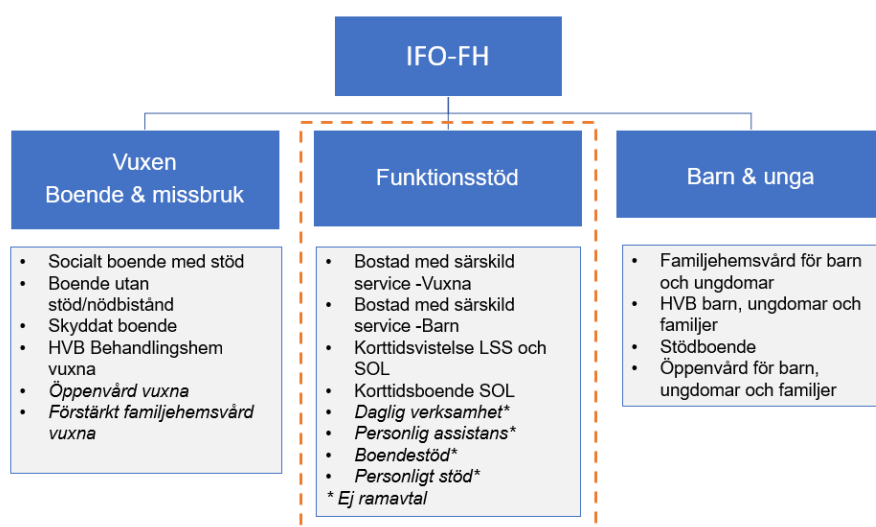 IFO-FH
Vuxen
Boende & missbruk
• Socialt boende med stöd
• Boende utan
stöd/nödbistånd
• Skyddat boende
• HVB Behandlingshem
vuxna
• Öppenvård vuxna
• Förstärkt familjehemsvård
vuxna
Funktionsstöd
• Bostad med särskild
service -Vuxna
• Bostad med särskild
service -Barn
• Korttidsvistelse LSS och
SOL
• Korttidsboende SOL
• Daglig verksamhet*
• Personlig assistans*
• Boendestöd*
• Personligt stöd*
* Ej ramavtal
Barn & unga
• Familjehemsvård för barn
och ungdomar
• HVB barn, ungdomar och
familjer
• Stödboende
• Öppenvård för barn,
ungdomar och familjer